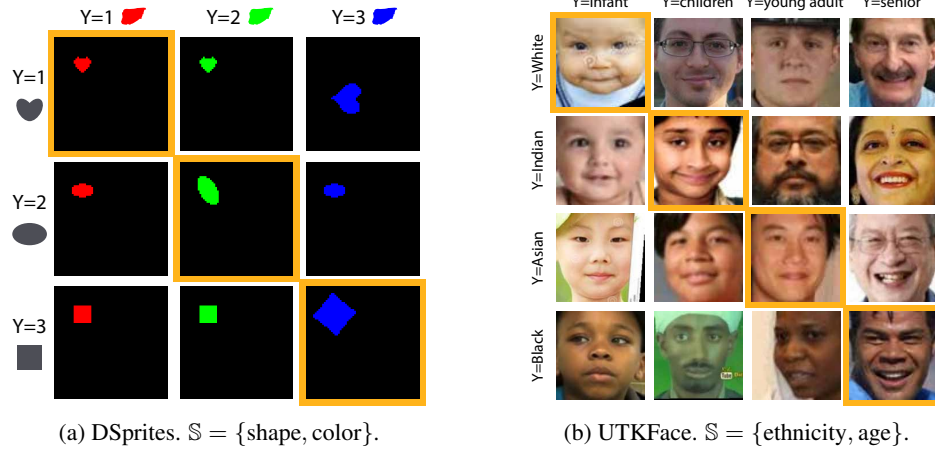 Y=1 Y=2 Y=3
Y=1
Y=2
Y=3
(a) DSprites. 𝕊 = {shape, color}.
Y=infant Y=children Y=young adult Y=senior
Y=White
Y=Indian
Y=Asian
Y=Black
(b) UTKFace. 𝕊 = {ethnicity, age}.